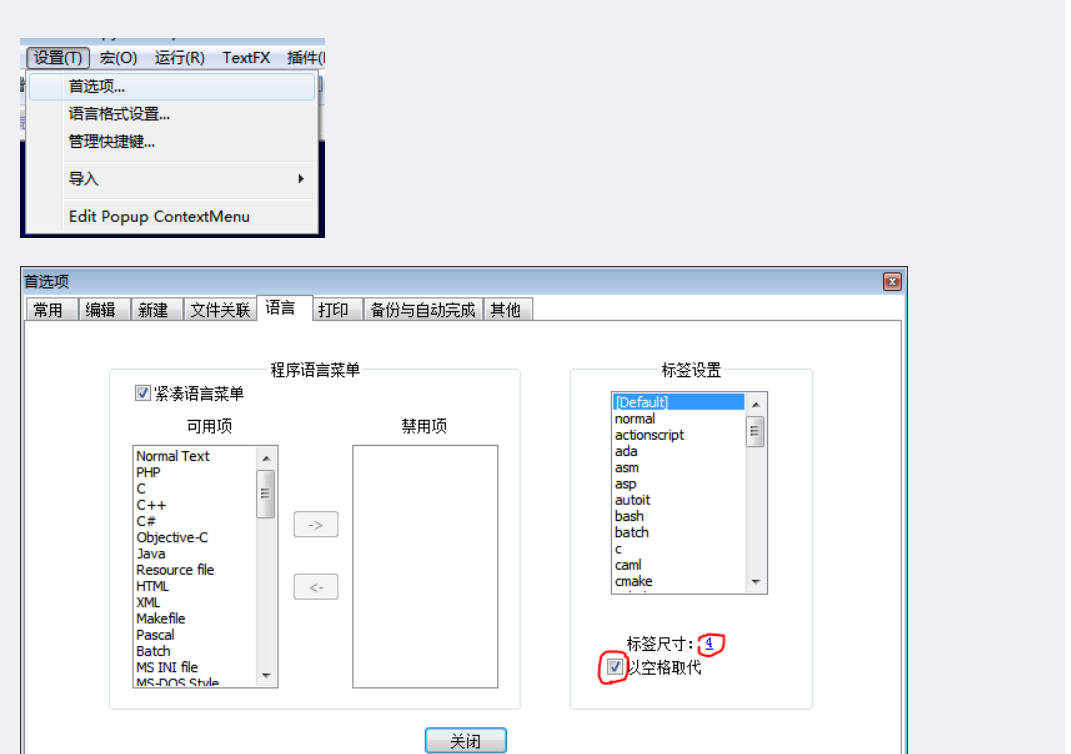 设置(T) 宏(O) 运行(R) TextFX 插件(
首选项...
语言格式设置...
管理快捷键...
导入
Edit Popup ContextMenu
首选项
常用 编辑 新建 文件关联 语言 打印 备份与自动完成 其他
程序语言菜单
紧凑语言菜单
可用项
禁用项
Normal Text
PHP
C
C++
C#
Objective-C
Java
Resource file
HTML
XML
Makefile
Pascal
Batch
MS INI file
MS-DOS Style
->
<-
标签设置
[Default]
normal
actionscript
ada
asm
asp
autoit
bash
batch
c
caml
cmake
标签尺寸: 4
以空格取代
关闭